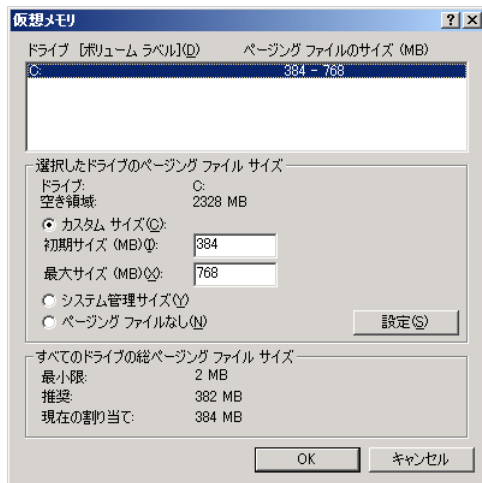 仮想メモリ
ドライブ [ボリューム ラベル](D) ページング ファイルのサイズ (MB)
C: 384 - 768
選択したドライブのページング ファイル サイズ
ドライブ: C:
空き領域: 2328 MB
カスタム サイズ(C):
初期サイズ (MB)(I): 384
最大サイズ (MB)(X): 768
システム管理サイズ(Y)
ページング ファイルなし(N) 設定(S)
すべてのドライブの総ページング ファイル サイズ
最小限: 2 MB
推奨: 382 MB
現在の割り当て: 384 MB
OK キャンセル